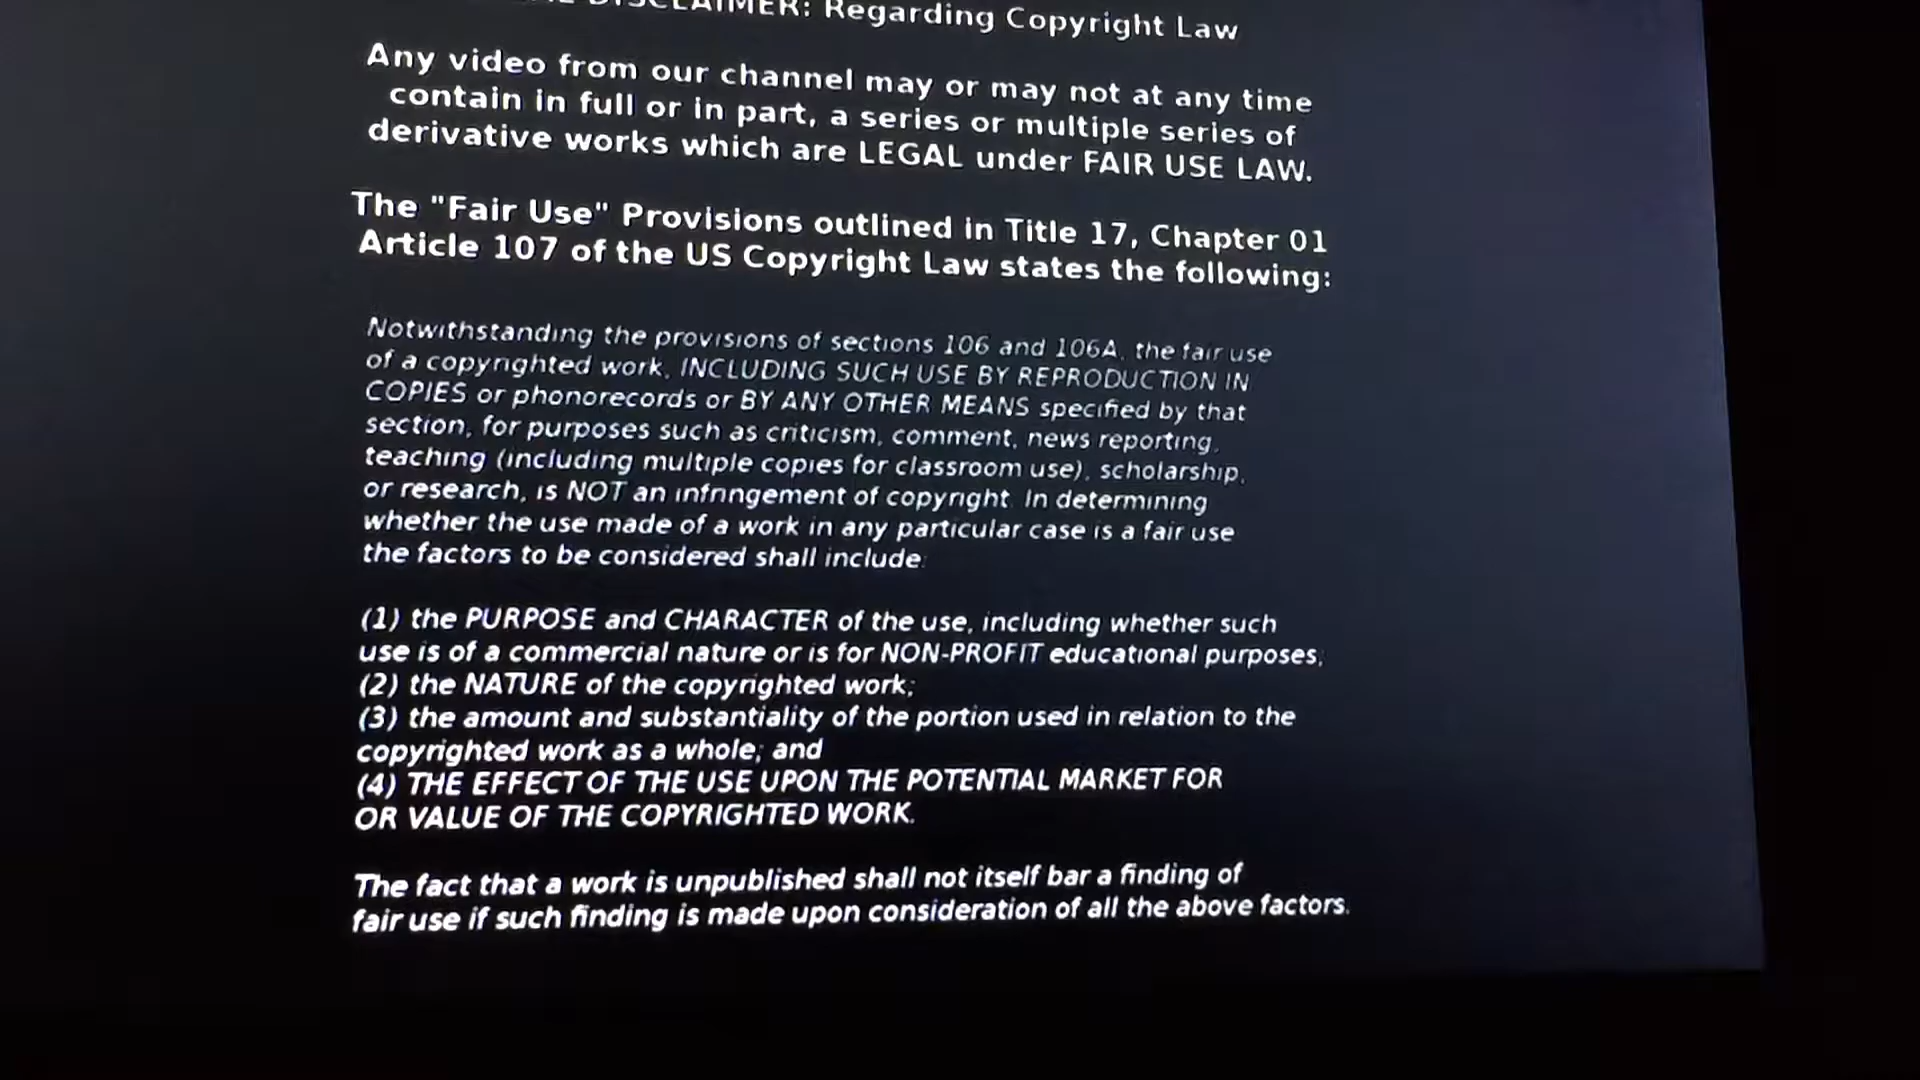 DISCLAIMER: Regarding Copyright Law
Any video from our channel may or may not at any time
contain in full or in part, a series or multiple series of
derivative works which are LEGAL under FAIR USE LAW.
The "Fair Use" Provisions outlined in Title 17, Chapter 01
Article 107 of the US Copyright Law states the following:
Notwithstanding the provisions of sections 106 and 106A, the fair use
of a copyrighted work, INCLUDING SUCH USE BY REPRODUCTION IN
COPIES or phonorecords or BY ANY OTHER MEANS specified by that
section, for purposes such as criticism, comment, news reporting,
teaching (including multiple copies for classroom use), scholarship,
or research, is NOT an infringement of copyright. In determining
whether the use made of a work in any particular case is a fair use
the factors to be considered shall include:
(1) the PURPOSE and CHARACTER of the use, including whether such
use is of a commercial nature or is for NON-PROFIT educational purposes;
(2) the NATURE of the copyrighted work;
(3) the amount and substantiality of the portion used in relation to the
copyrighted work as a whole; and
(4) THE EFFECT OF THE USE UPON THE POTENTIAL MARKET FOR
OR VALUE OF THE COPYRIGHTED WORK.
The fact that a work is unpublished shall not itself bar a finding of
fair use if such finding is made upon consideration of all the above factors.